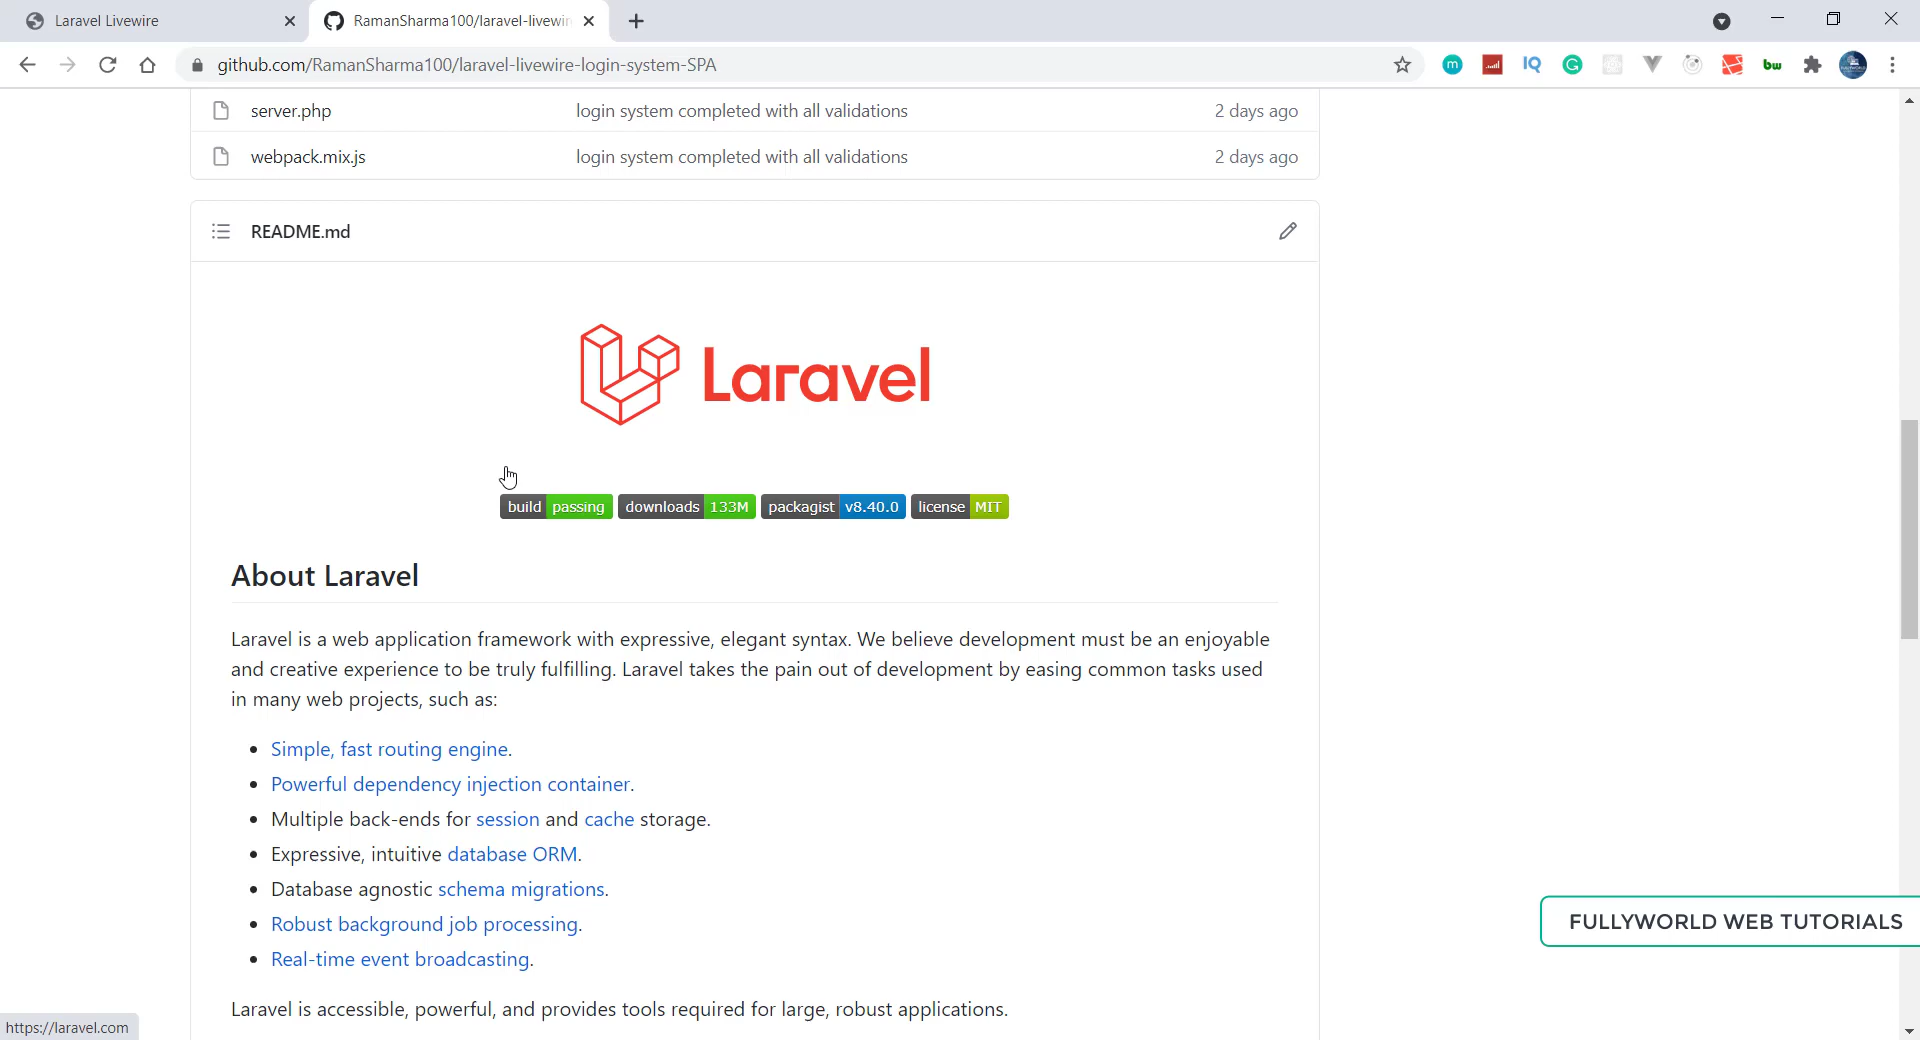 Laravel Livewire
RamanSharma100/laravel-livewir
github.com/RamanSharma100/laravel-livewire-login-system-SPA
m
IQ
G
bw
server.php login system completed with all validations 2 days ago
webpack.mix.js login system completed with all validations 2 days ago
README.md
Laravel
build passing downloads 133M packagist v8.40.0 license MIT
About Laravel
Laravel is a web application framework with expressive, elegant syntax. We believe development must be an enjoyable
and creative experience to be truly fulfilling. Laravel takes the pain out of development by easing common tasks used
in many web projects, such as:
Simple, fast routing engine.
Powerful dependency injection container.
Multiple back-ends for session and cache storage.
Expressive, intuitive database ORM.
Database agnostic schema migrations.
Robust background job processing.
FULLYWORLD WEB TUTORIALS
Real-time event broadcasting.
Laravel is accessible, powerful, and provides tools required for large, robust applications.
https://laravel.com